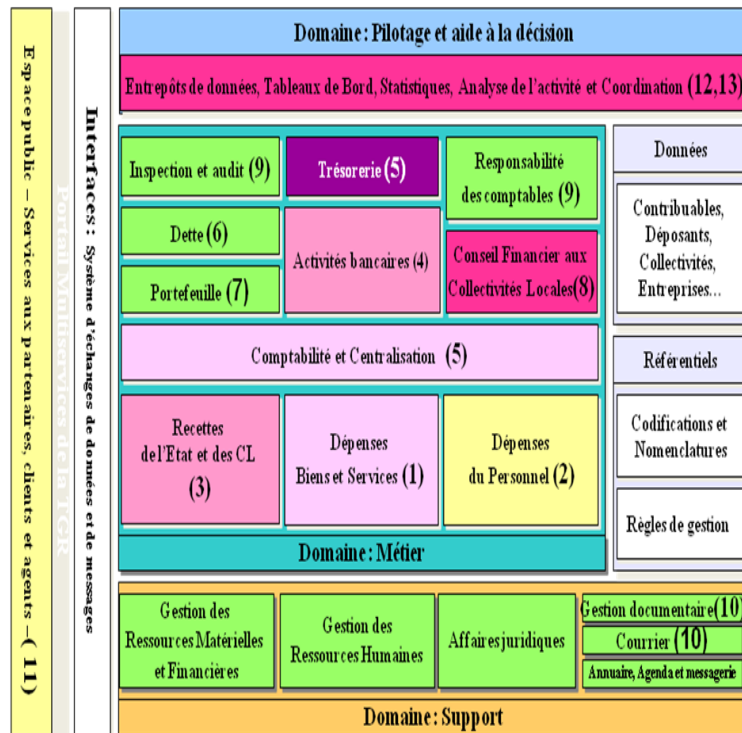 Espace public – Services aux partenaires, clients et agents –( 11)
Portail Multiservices de la TGR
Interfaces : Système d'échanges de données et de messages
Domaine : Pilotage et aide à la décision
Entrepôts de données, Tableaux de Bord, Statistiques, Analyse de l'activité et Coordination (12,13)
Inspection et audit (9)
Trésorerie (5)
Responsabilité
des comptables (9)
Dette (6)
Activités bancaires (4)
Portefeuille (7)
Conseil Financier aux
Collectivités Locales(8)
Comptabilité et Centralisation (5)
Recettes
de l'Etat et des CL
(3)
Dépenses
Biens et Services (1)
Dépenses
du Personnel (2)
Domaine : Métier
Données
Contribuables,
Déposants,
Collectivités,
Entreprises...
Référentiels
Codifications et
Nomenclatures
Règles de gestion
Gestion des
Ressources Matérielles
et Financières
Gestion des
Ressources Humaines
Affaires juridiques
Gestion documentaire(10)
Courrier (10)
Annuaire, Agenda et messagerie
Domaine : Support